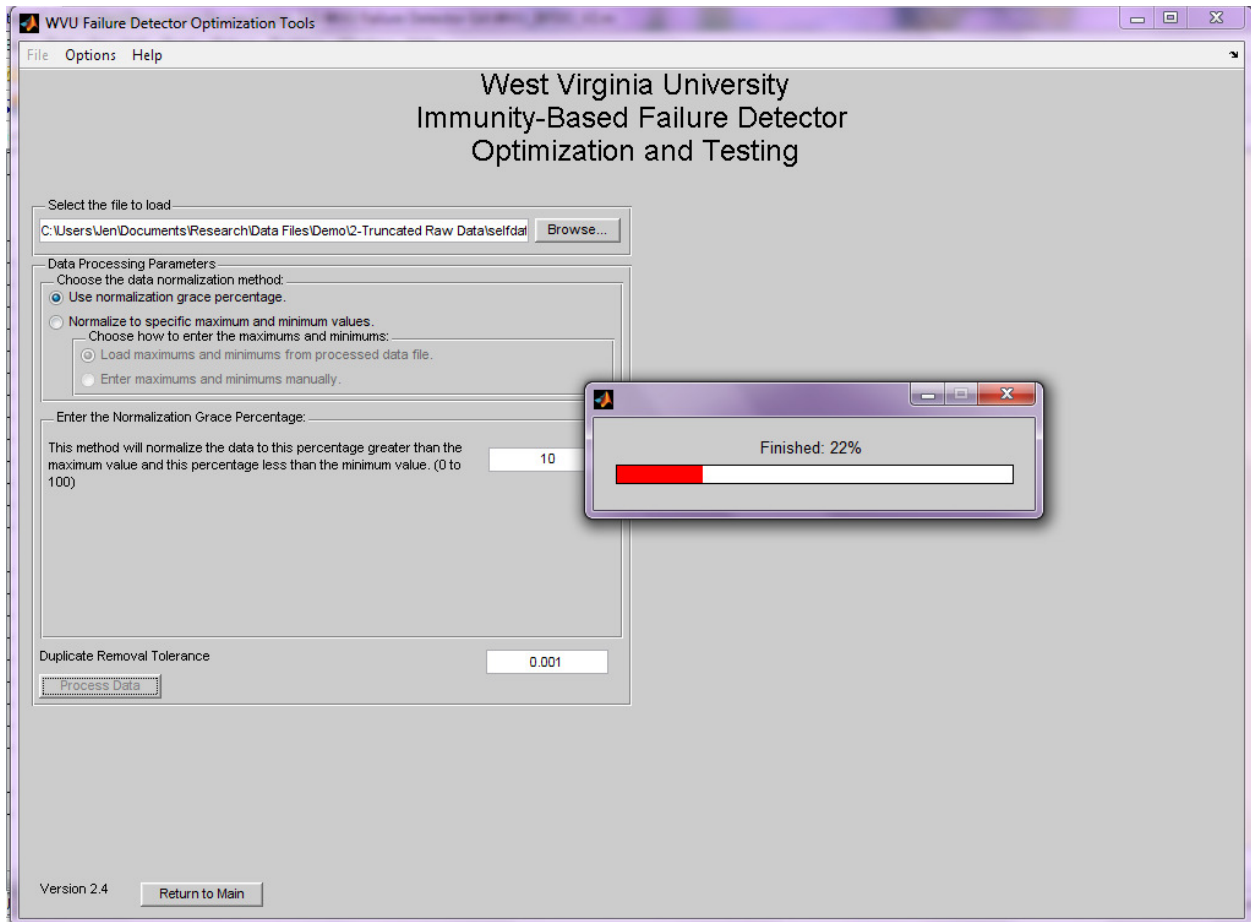 WVU Failure Detector Optimization Tools
File Options Help
West Virginia University
Immunity-Based Failure Detector
Optimization and Testing
Select the file to load
C:\Users\Jen\Documents\Research\Data Files\Demo\2-Truncated Raw Data\selfdat
Browse...
Data Processing Parameters
Choose the data normalization method:
Use normalization grace percentage.
Normalize to specific maximum and minimum values.
Choose how to enter the maximums and minimums:
Load maximums and minimums from processed data file.
Enter maximums and minimums manually.
Enter the Normalization Grace Percentage:
This method will normalize the data to this percentage greater than the
maximum value and this percentage less than the minimum value. (0 to
100)
10
Finished: 22%
Duplicate Removal Tolerance
0.001
Process Data
Version 2.4
Return to Main